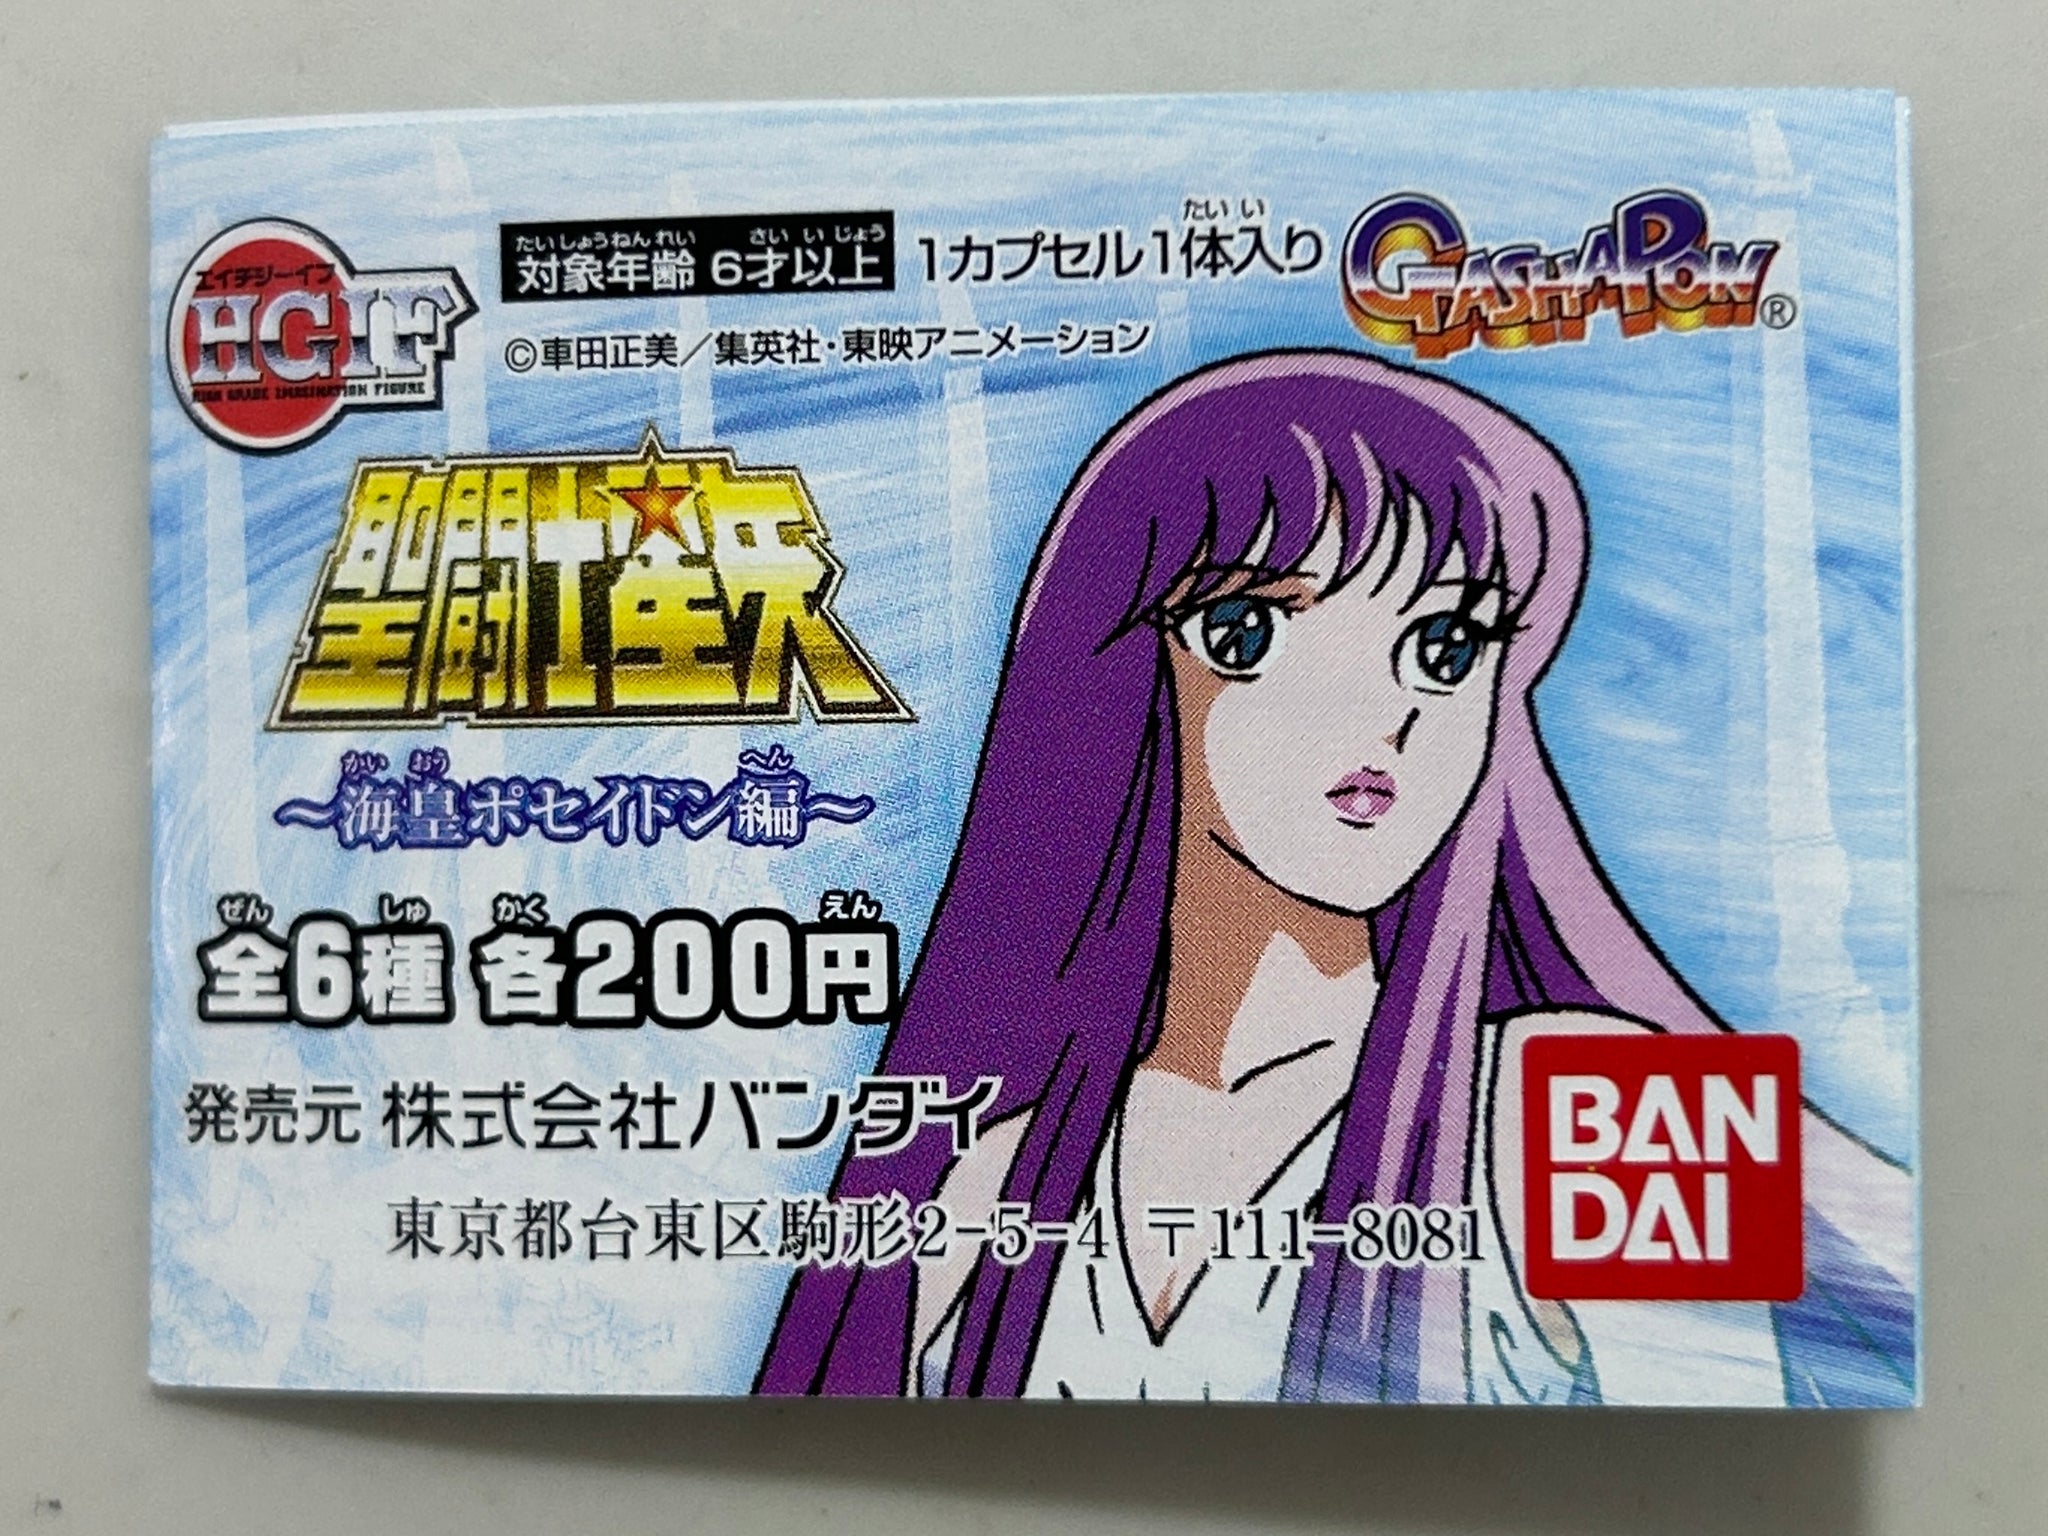 エイチジーイフ
HGIF
HIGH GRADE IMAGINATION FIGURE
たいしょうねんれい さい いじょう
対象年齢 6才以上
たい い
1カプセル1体入り
GASHAPON®
©車田正美／集英社・東映アニメーション
聖闘士星矢
かい おう へん
〜海皇ポセイドン編〜
ぜん しゅ かく えん
全6種 各200円
発売元 株式会社バンダイ
東京都台東区駒形2-5-4 〒111-8081
BAN
DAI